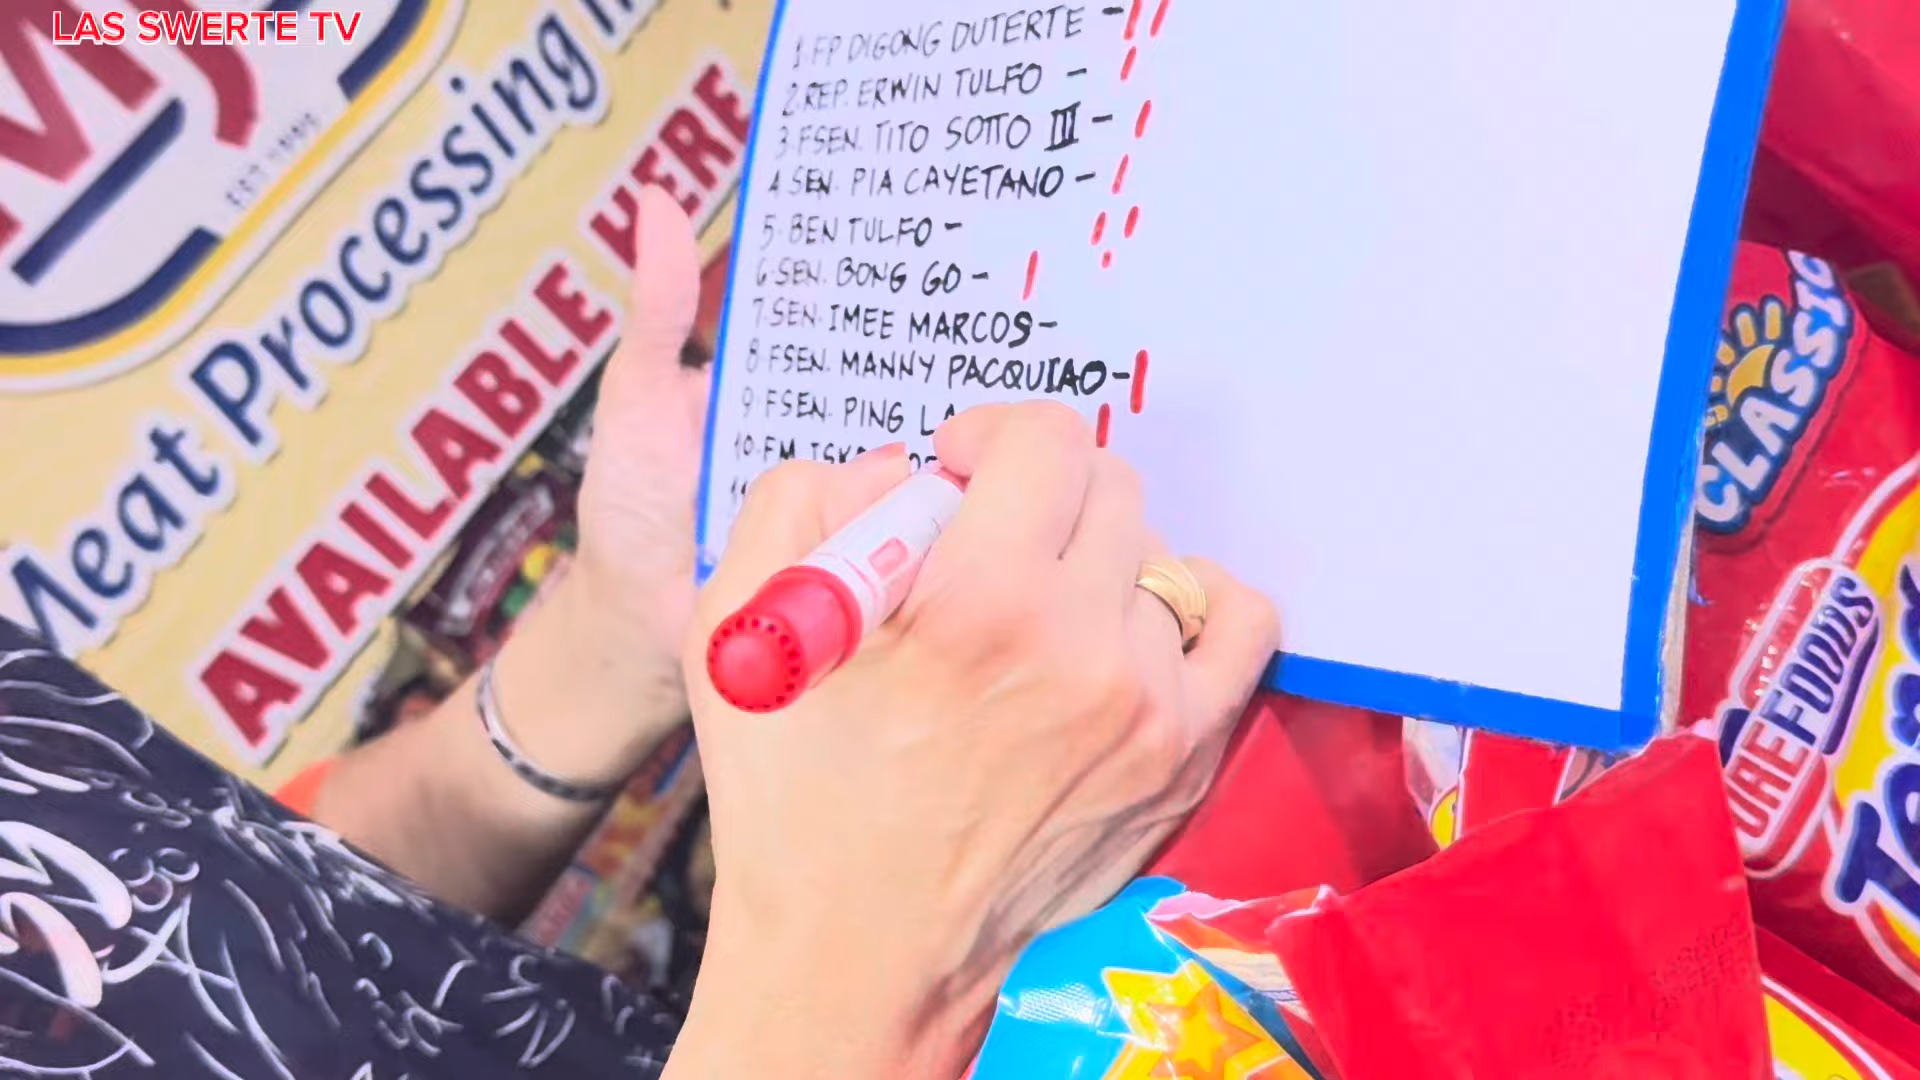 LAS SWERTE TV
Meat Processing
AVAILABLE HERE
1. FP DIGONG DUTERTE -
2. REP. ERWIN TULFO -
3. FSEN. TITO SOTTO III -
4. SEN. PIA CAYETANO -
5. BEN TULFO -
6. SEN. BONG GO -
7. SEN. IMEE MARCOS -
8. FSEN. MANNY PACQUIAO -
9. FSEN. PING
10. FM
CLASSIC